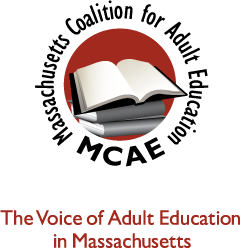 Massachusetts Coalition for Adult Education
MCAE
The Voice of Adult Education
in Massachusetts